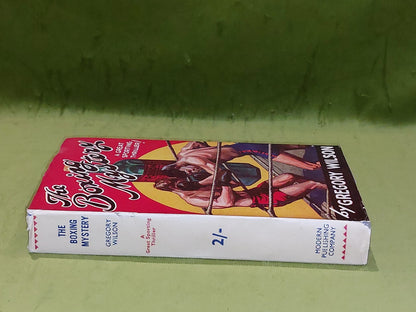 The
Boxing
Mystery
A GREAT
SPORTING
THRILLER!
by GREGORY WILSON
THE
BOXING
MYSTERY
GREGORY
WILSON
A
Great Sporting
Thriller
2/-
MODERN
PUBLISHING
COMPANY